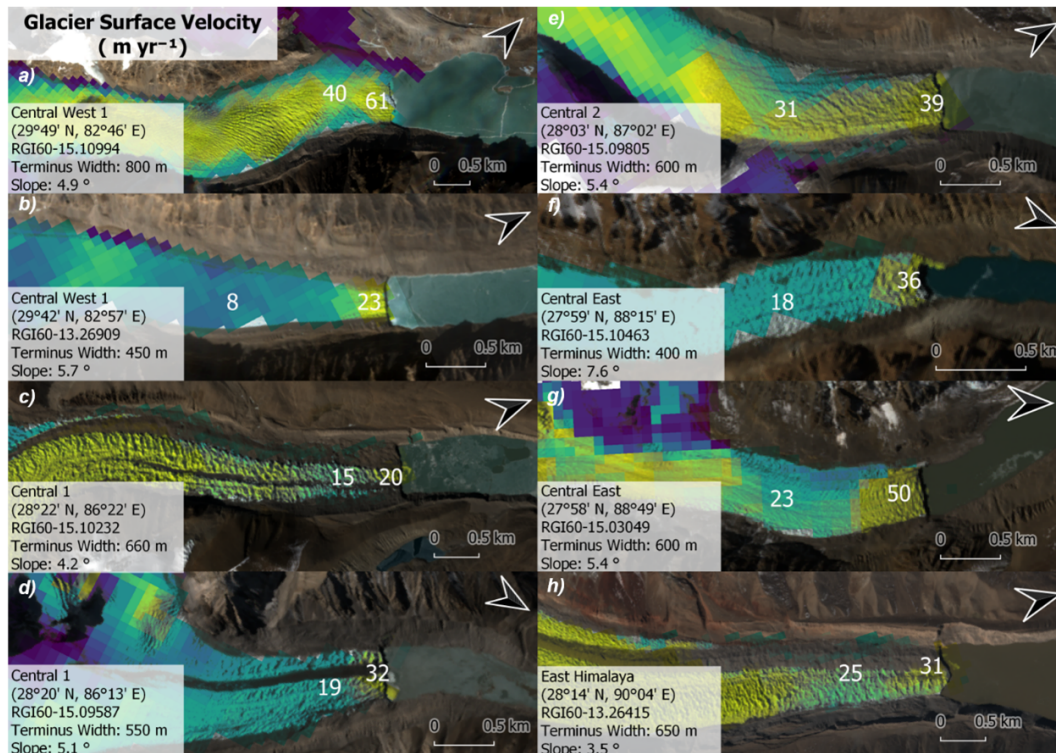 Glacier Surface Velocity
( m yr⁻¹)
a)
40
61
Central West 1
(29°49' N, 82°46' E)
RGI60-15.10994
Terminus Width: 800 m
Slope: 4.9 °
0 0.5 km
b)
8
23
Central West 1
(29°42' N, 82°57' E)
RGI60-13.26909
Terminus Width: 450 m
Slope: 5.7 °
0 0.5 km
c)
15
20
Central 1
(28°22' N, 86°22' E)
RGI60-15.10232
Terminus Width: 660 m
Slope: 4.2 °
0 0.5 km
d)
32
19
Central 1
(28°20' N, 86°13' E)
RGI60-15.09587
Terminus Width: 550 m
Slope: 5.1 °
0 0.5 km
e)
31
39
Central 2
(28°03' N, 87°02' E)
RGI60-15.09805
Terminus Width: 600 m
Slope: 5.4 °
0 0.5 km
f)
36
18
Central East
(27°59' N, 88°15' E)
RGI60-15.10463
Terminus Width: 400 m
Slope: 7.6 °
0 0.5 km
g)
23
50
Central East
(27°58' N, 88°49' E)
RGI60-15.03049
Terminus Width: 600 m
Slope: 5.4 °
0 0.5 km
h)
25
31
East Himalaya
(28°14' N, 90°04' E)
RGI60-13.26415
Terminus Width: 650 m
Slope: 3.5 °
0 0.5 km